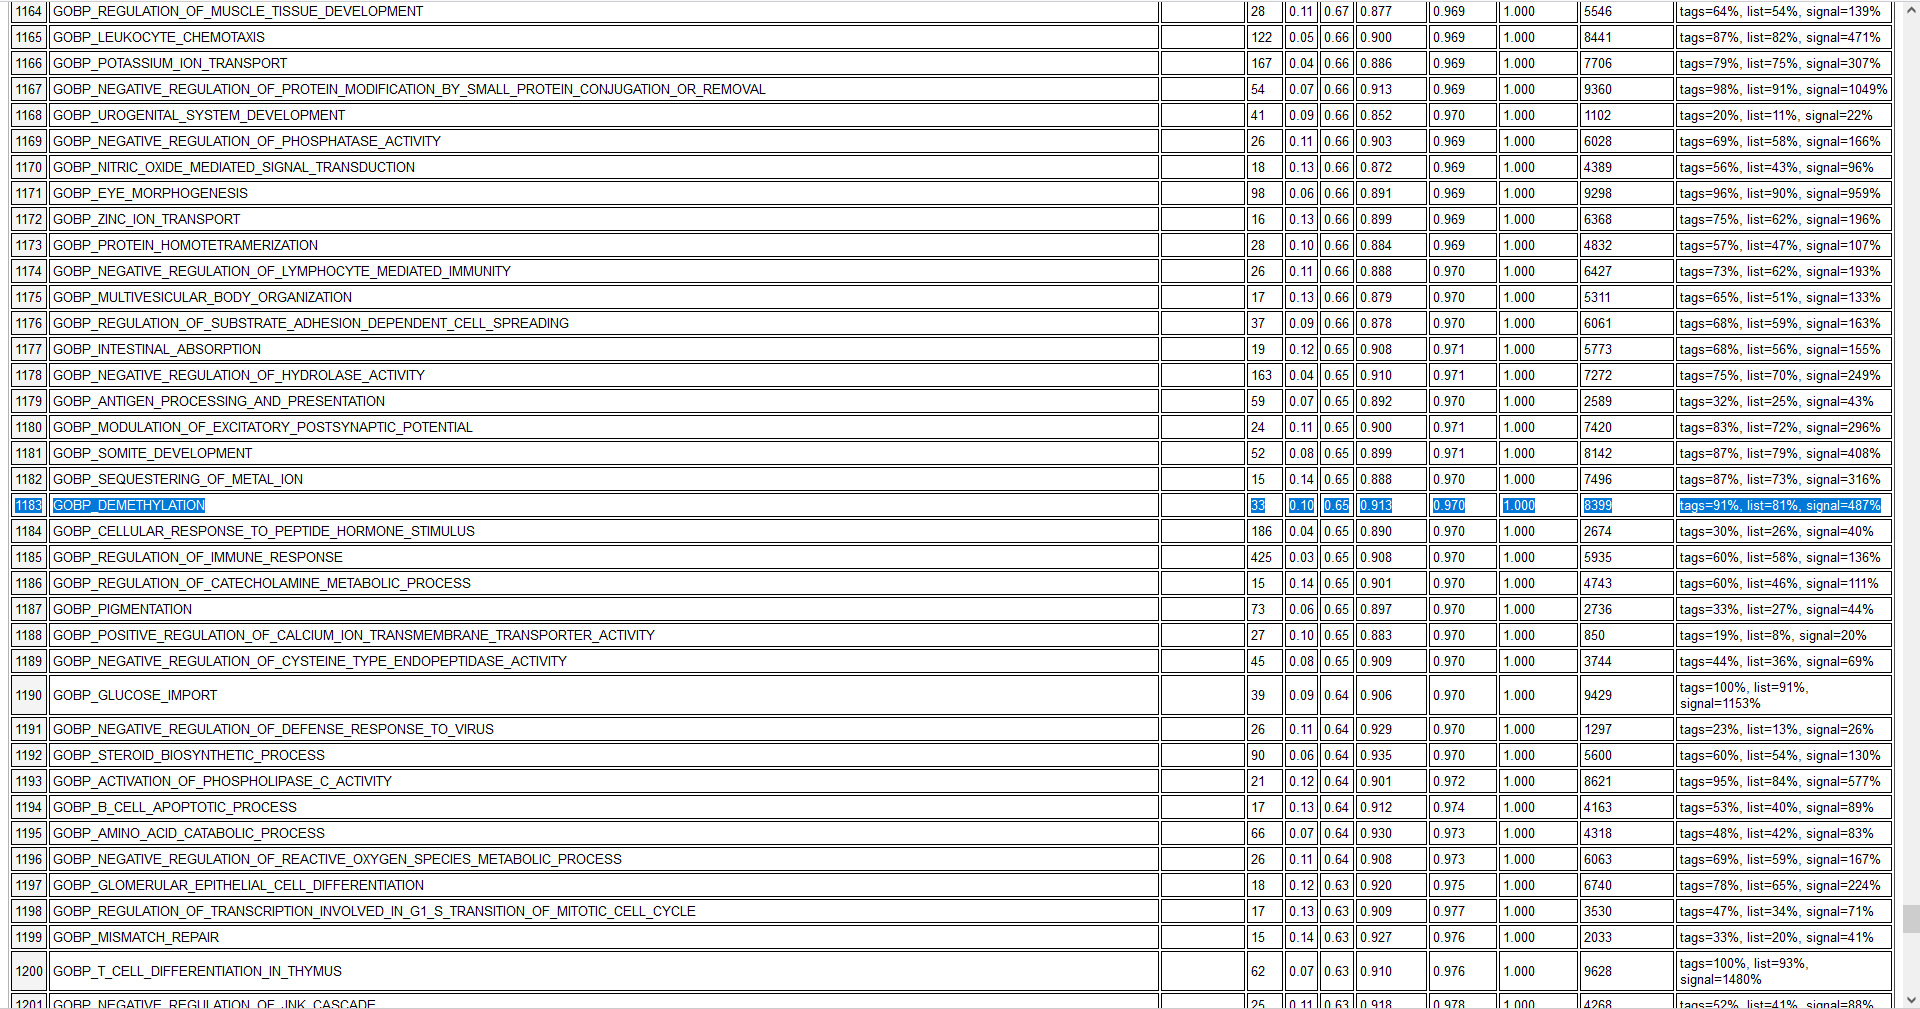 1164 GOBP_REGULATION_OF_MUSCLE_TISSUE_DEVELOPMENT 28 0.11 0.67 0.877 0.969 1.000 5546 tags=64%, list=54%, signal=139%
1165 GOBP_LEUKOCYTE_CHEMOTAXIS 122 0.05 0.66 0.900 0.969 1.000 8441 tags=87%, list=82%, signal=471%
1166 GOBP_POTASSIUM_ION_TRANSPORT 167 0.04 0.66 0.886 0.969 1.000 7706 tags=79%, list=75%, signal=307%
1167 GOBP_NEGATIVE_REGULATION_OF_PROTEIN_MODIFICATION_BY_SMALL_PROTEIN_CONJUGATION_OR_REMOVAL 54 0.07 0.66 0.913 0.969 1.000 9360 tags=98%, list=91%, signal=1049%
1168 GOBP_UROGENITAL_SYSTEM_DEVELOPMENT 41 0.09 0.66 0.852 0.970 1.000 1102 tags=20%, list=11%, signal=22%
1169 GOBP_NEGATIVE_REGULATION_OF_PHOSPHATASE_ACTIVITY 26 0.11 0.66 0.903 0.969 1.000 6028 tags=69%, list=58%, signal=166%
1170 GOBP_NITRIC_OXIDE_MEDIATED_SIGNAL_TRANSDUCTION 18 0.13 0.66 0.872 0.969 1.000 4389 tags=56%, list=43%, signal=96%
1171 GOBP_EYE_MORPHOGENESIS 98 0.06 0.66 0.891 0.969 1.000 9298 tags=96%, list=90%, signal=959%
1172 GOBP_ZINC_ION_TRANSPORT 16 0.13 0.66 0.899 0.969 1.000 6368 tags=75%, list=62%, signal=196%
1173 GOBP_PROTEIN_HOMOTETRAMERIZATION 28 0.10 0.66 0.884 0.969 1.000 4832 tags=57%, list=47%, signal=107%
1174 GOBP_NEGATIVE_REGULATION_OF_LYMPHOCYTE_MEDIATED_IMMUNITY 26 0.11 0.66 0.888 0.970 1.000 6427 tags=73%, list=62%, signal=193%
1175 GOBP_MULTIVESICULAR_BODY_ORGANIZATION 17 0.13 0.66 0.879 0.970 1.000 5311 tags=65%, list=51%, signal=133%
1176 GOBP_REGULATION_OF_SUBSTRATE_ADHESION_DEPENDENT_CELL_SPREADING 37 0.09 0.66 0.878 0.970 1.000 6061 tags=68%, list=59%, signal=163%
1177 GOBP_INTESTINAL_ABSORPTION 19 0.12 0.65 0.908 0.971 1.000 5773 tags=68%, list=56%, signal=155%
1178 GOBP_NEGATIVE_REGULATION_OF_HYDROLASE_ACTIVITY 163 0.04 0.65 0.910 0.971 1.000 7272 tags=75%, list=70%, signal=249%
1179 GOBP_ANTIGEN_PROCESSING_AND_PRESENTATION 59 0.07 0.65 0.892 0.970 1.000 2589 tags=32%, list=25%, signal=43%
1180 GOBP_MODULATION_OF_EXCITATORY_POSTSYNAPTIC_POTENTIAL 24 0.11 0.65 0.900 0.971 1.000 7420 tags=83%, list=72%, signal=296%
1181 GOBP_SOMITE_DEVELOPMENT 52 0.08 0.65 0.899 0.971 1.000 8142 tags=87%, list=79%, signal=408%
1182 GOBP_SEQUESTERING_OF_METAL_ION 15 0.14 0.65 0.888 0.970 1.000 7496 tags=87%, list=73%, signal=316%
1183 GOBP_DEMETHYLATION 33 0.10 0.65 0.913 0.970 1.000 8399 tags=91%, list=81%, signal=487%
1184 GOBP_CELLULAR_RESPONSE_TO_PEPTIDE_HORMONE_STIMULUS 186 0.04 0.65 0.890 0.970 1.000 2674 tags=30%, list=26%, signal=40%
1185 GOBP_REGULATION_OF_IMMUNE_RESPONSE 425 0.03 0.65 0.908 0.970 1.000 5935 tags=60%, list=58%, signal=136%
1186 GOBP_REGULATION_OF_CATECHOLAMINE_METABOLIC_PROCESS 15 0.14 0.65 0.901 0.970 1.000 4743 tags=60%, list=46%, signal=111%
1187 GOBP_PIGMENTATION 73 0.06 0.65 0.897 0.970 1.000 2736 tags=33%, list=27%, signal=44%
1188 GOBP_POSITIVE_REGULATION_OF_CALCIUM_ION_TRANSMEMBRANE_TRANSPORTER_ACTIVITY 27 0.10 0.65 0.883 0.970 1.000 850 tags=19%, list=8%, signal=20%
1189 GOBP_NEGATIVE_REGULATION_OF_CYSTEINE_TYPE_ENDOPEPTIDASE_ACTIVITY 45 0.08 0.65 0.909 0.970 1.000 3744 tags=44%, list=36%, signal=69%
1190 GOBP_GLUCOSE_IMPORT 39 0.09 0.64 0.906 0.970 1.000 9429 tags=100%, list=91%,
signal=1153%
1191 GOBP_NEGATIVE_REGULATION_OF_DEFENSE_RESPONSE_TO_VIRUS 26 0.11 0.64 0.929 0.970 1.000 1297 tags=23%, list=13%, signal=26%
1192 GOBP_STEROID_BIOSYNTHETIC_PROCESS 90 0.06 0.64 0.935 0.970 1.000 5600 tags=60%, list=54%, signal=130%
1193 GOBP_ACTIVATION_OF_PHOSPHOLIPASE_C_ACTIVITY 21 0.12 0.64 0.901 0.972 1.000 8621 tags=95%, list=84%, signal=577%
1194 GOBP_B_CELL_APOPTOTIC_PROCESS 17 0.13 0.64 0.912 0.974 1.000 4163 tags=53%, list=40%, signal=89%
1195 GOBP_AMINO_ACID_CATABOLIC_PROCESS 66 0.07 0.64 0.930 0.973 1.000 4318 tags=48%, list=42%, signal=83%
1196 GOBP_NEGATIVE_REGULATION_OF_REACTIVE_OXYGEN_SPECIES_METABOLIC_PROCESS 26 0.11 0.64 0.908 0.973 1.000 6063 tags=69%, list=59%, signal=167%
1197 GOBP_GLOMERULAR_EPITHELIAL_CELL_DIFFERENTIATION 18 0.12 0.63 0.920 0.975 1.000 6740 tags=78%, list=65%, signal=224%
1198 GOBP_REGULATION_OF_TRANSCRIPTION_INVOLVED_IN_G1_S_TRANSITION_OF_MITOTIC_CELL_CYCLE 17 0.13 0.63 0.909 0.977 1.000 3530 tags=47%, list=34%, signal=71%
1199 GOBP_MISMATCH_REPAIR 15 0.14 0.63 0.927 0.976 1.000 2033 tags=33%, list=20%, signal=41%
1200 GOBP_T_CELL_DIFFERENTIATION_IN_THYMUS 62 0.07 0.63 0.910 0.976 1.000 9628 tags=100%, list=93%,
signal=1480%
1201 GOBP_NEGATIVE_REGULATION_OF_JNK_CASCADE 25 0.11 0.63 0.918 0.978 1.000 4268 tags=52%, list=41%, signal=88%